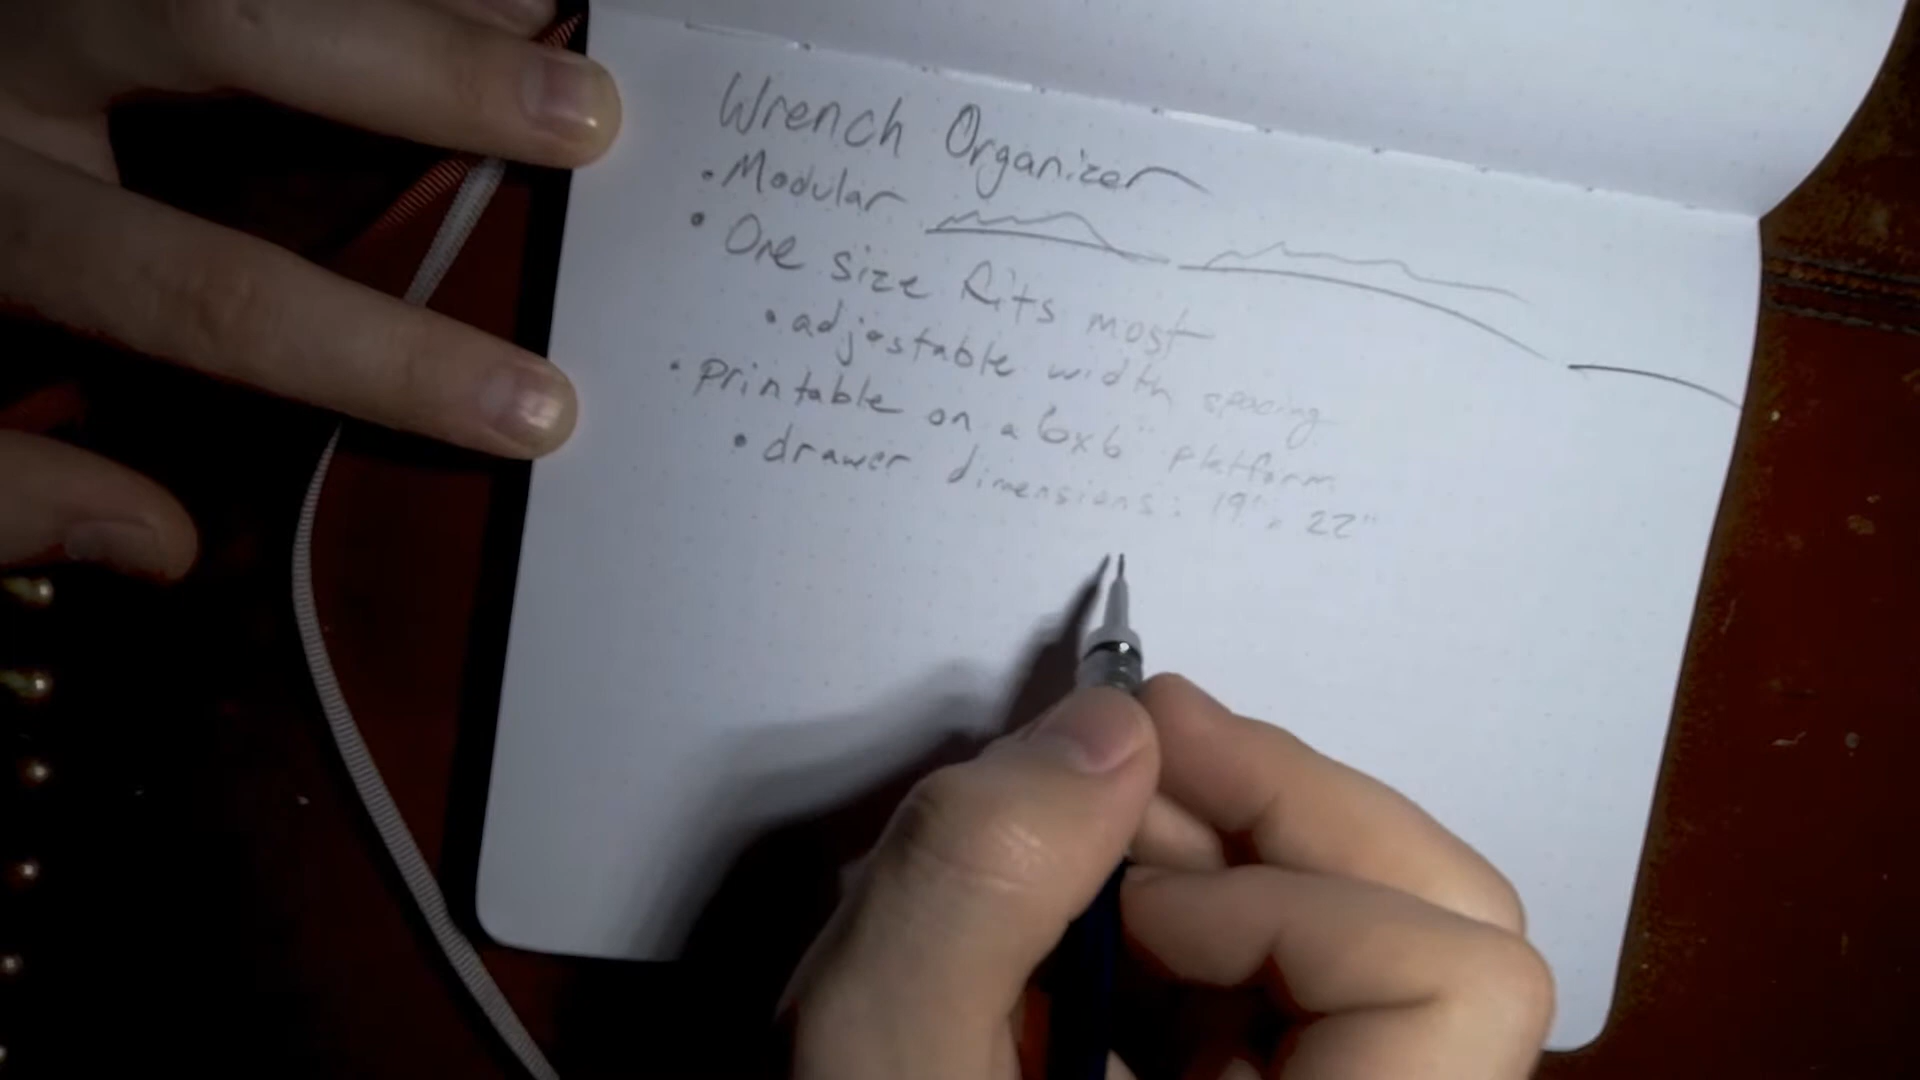 Wrench Organizer
• Modular
• One size fits most
• adjustable width spacing
• printable on a 6x6" platform
• drawer dimensions: 19" x 22"